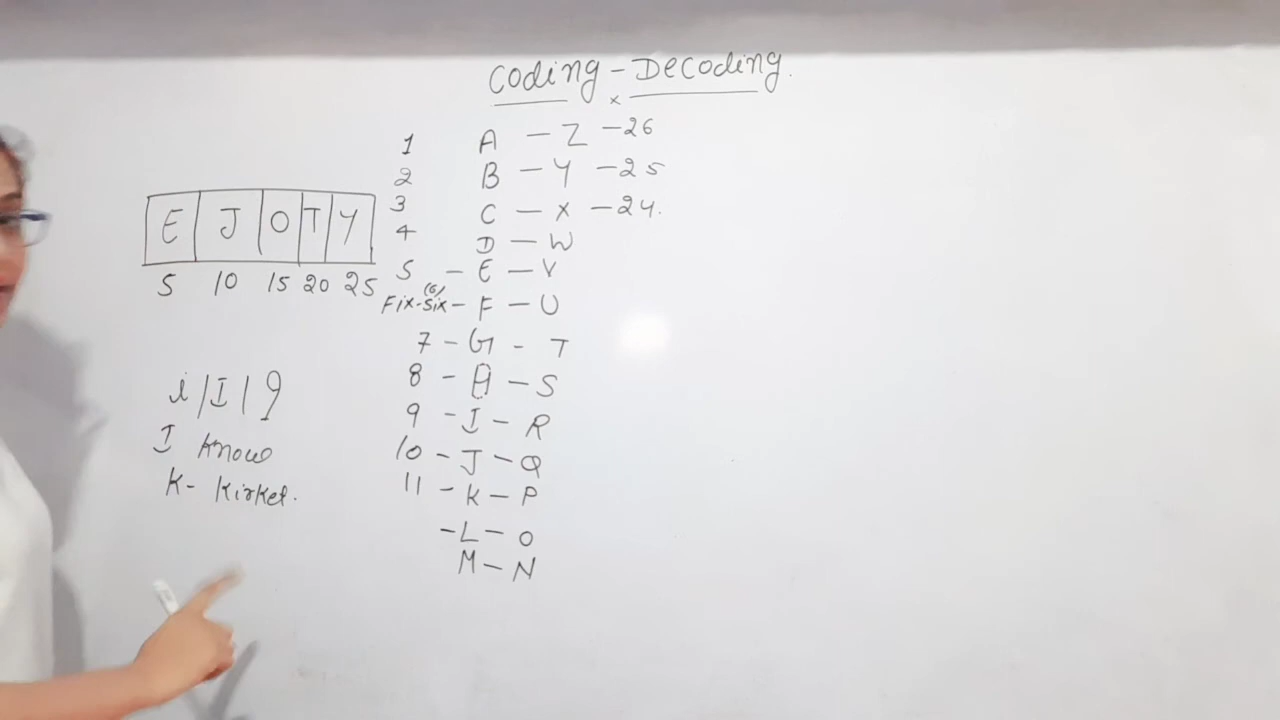 Coding - Decoding.
x
1 A - Z - 26
2 B - Y - 25
3 C - X - 24.
4 D - W
5 - E - V
Fix - Six - F - U
(6)
7 - G - T
8 - H - S
9 - I - R
10 - J - Q
11 - K - P
- L - O
M - N
E J O T Y
5 10 15 20 25
i / I / 9
I know
K - Kirket.